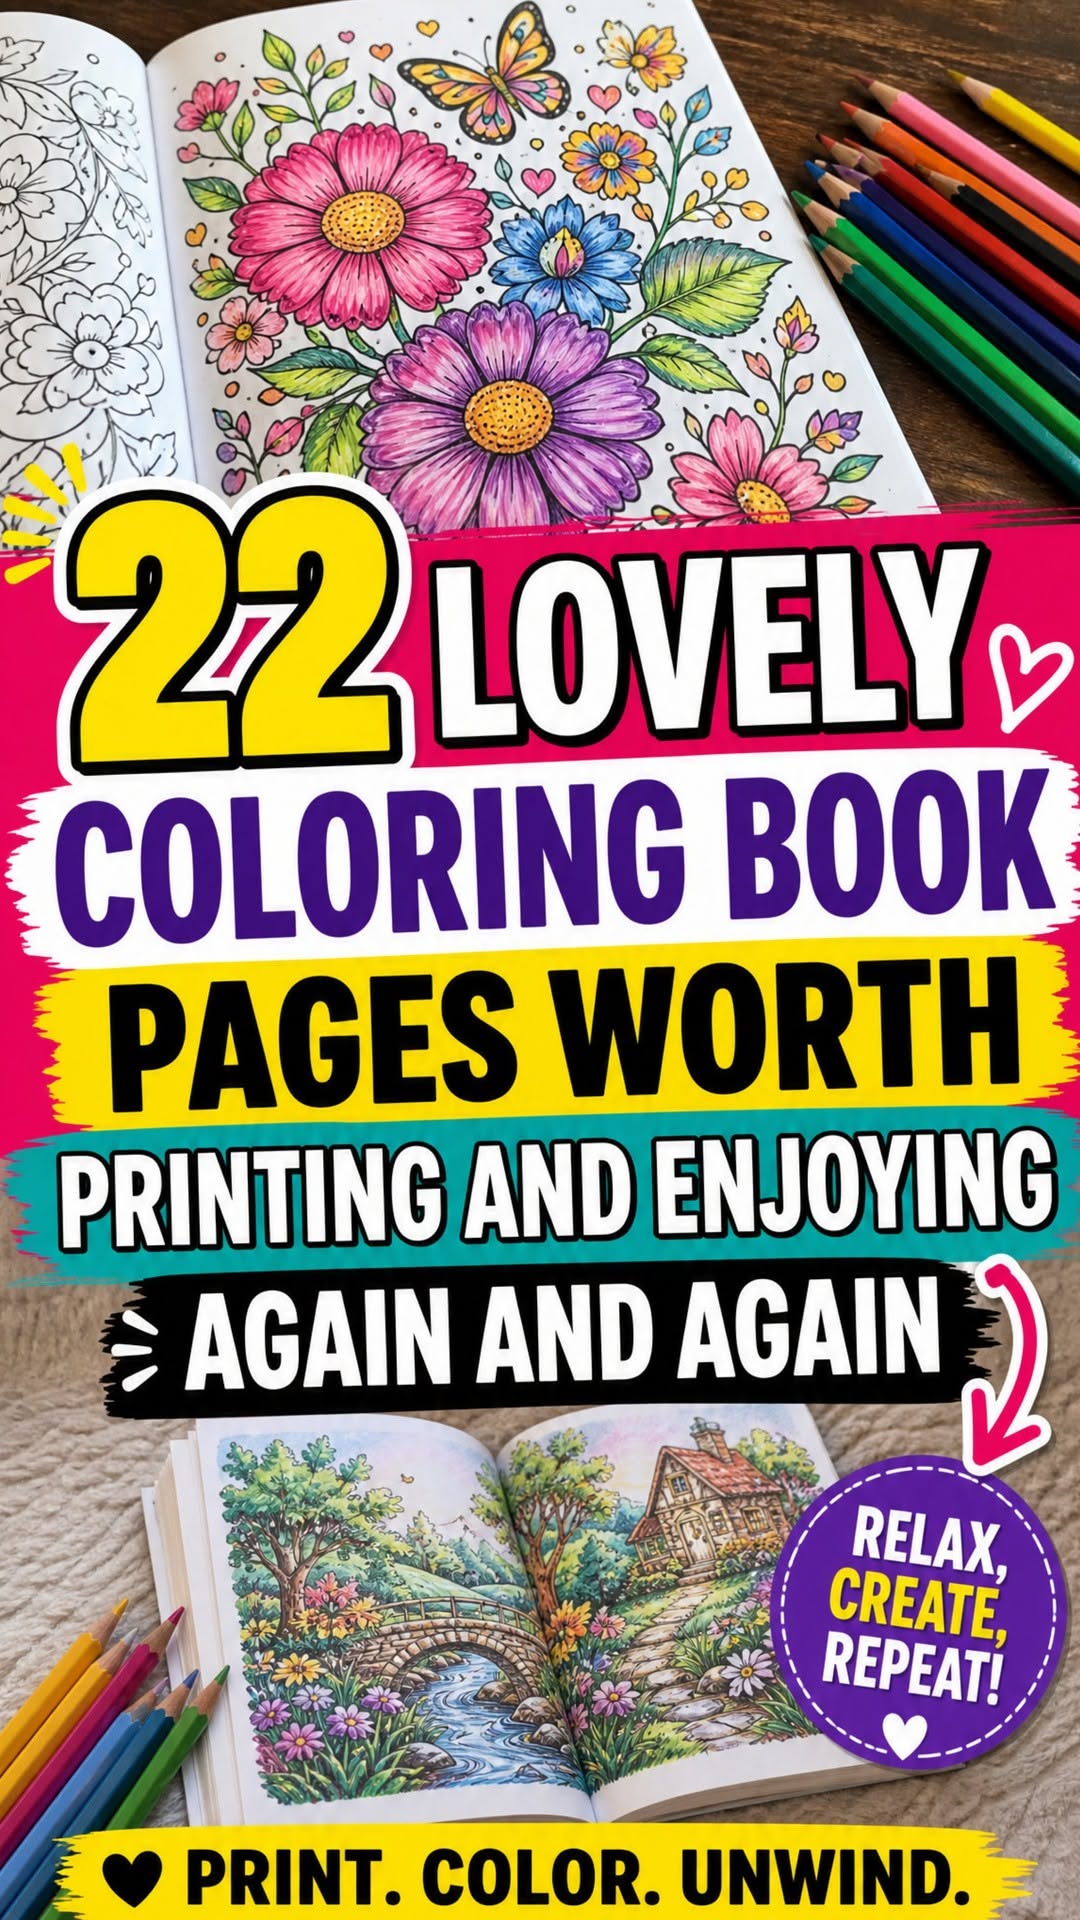 22 LOVELY
COLORING BOOK
PAGES WORTH
PRINTING AND ENJOYING
AGAIN AND AGAIN
RELAX,
CREATE,
REPEAT!
PRINT. COLOR. UNWIND.